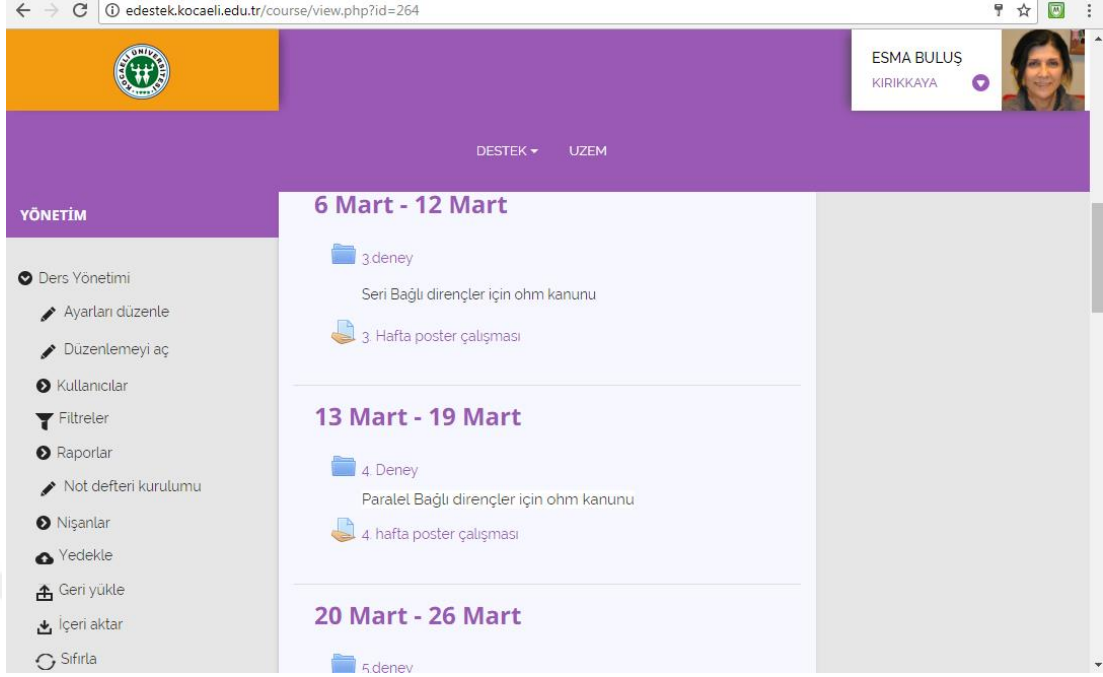 edestek.kocaeli.edu.tr/course/view.php?id=264
ESMA BULUŞ
KIRIKKAYA
DESTEK
UZEM
YÖNETİM
Ders Yönetimi
Ayarları düzenle
Düzenlemeyi aç
Kullanıcılar
Filtreler
Raporlar
Not defteri kurulumu
Nişanlar
Yedekle
Geri yükle
İçeri aktar
Sıfırla
6 Mart - 12 Mart
3.deney
Seri Bağlı dirençler için ohm kanunu
3. Hafta poster çalışması
13 Mart - 19 Mart
4. Deney
Paralel Bağlı dirençler için ohm kanunu
4. hafta poster çalışması
20 Mart - 26 Mart
5.deney